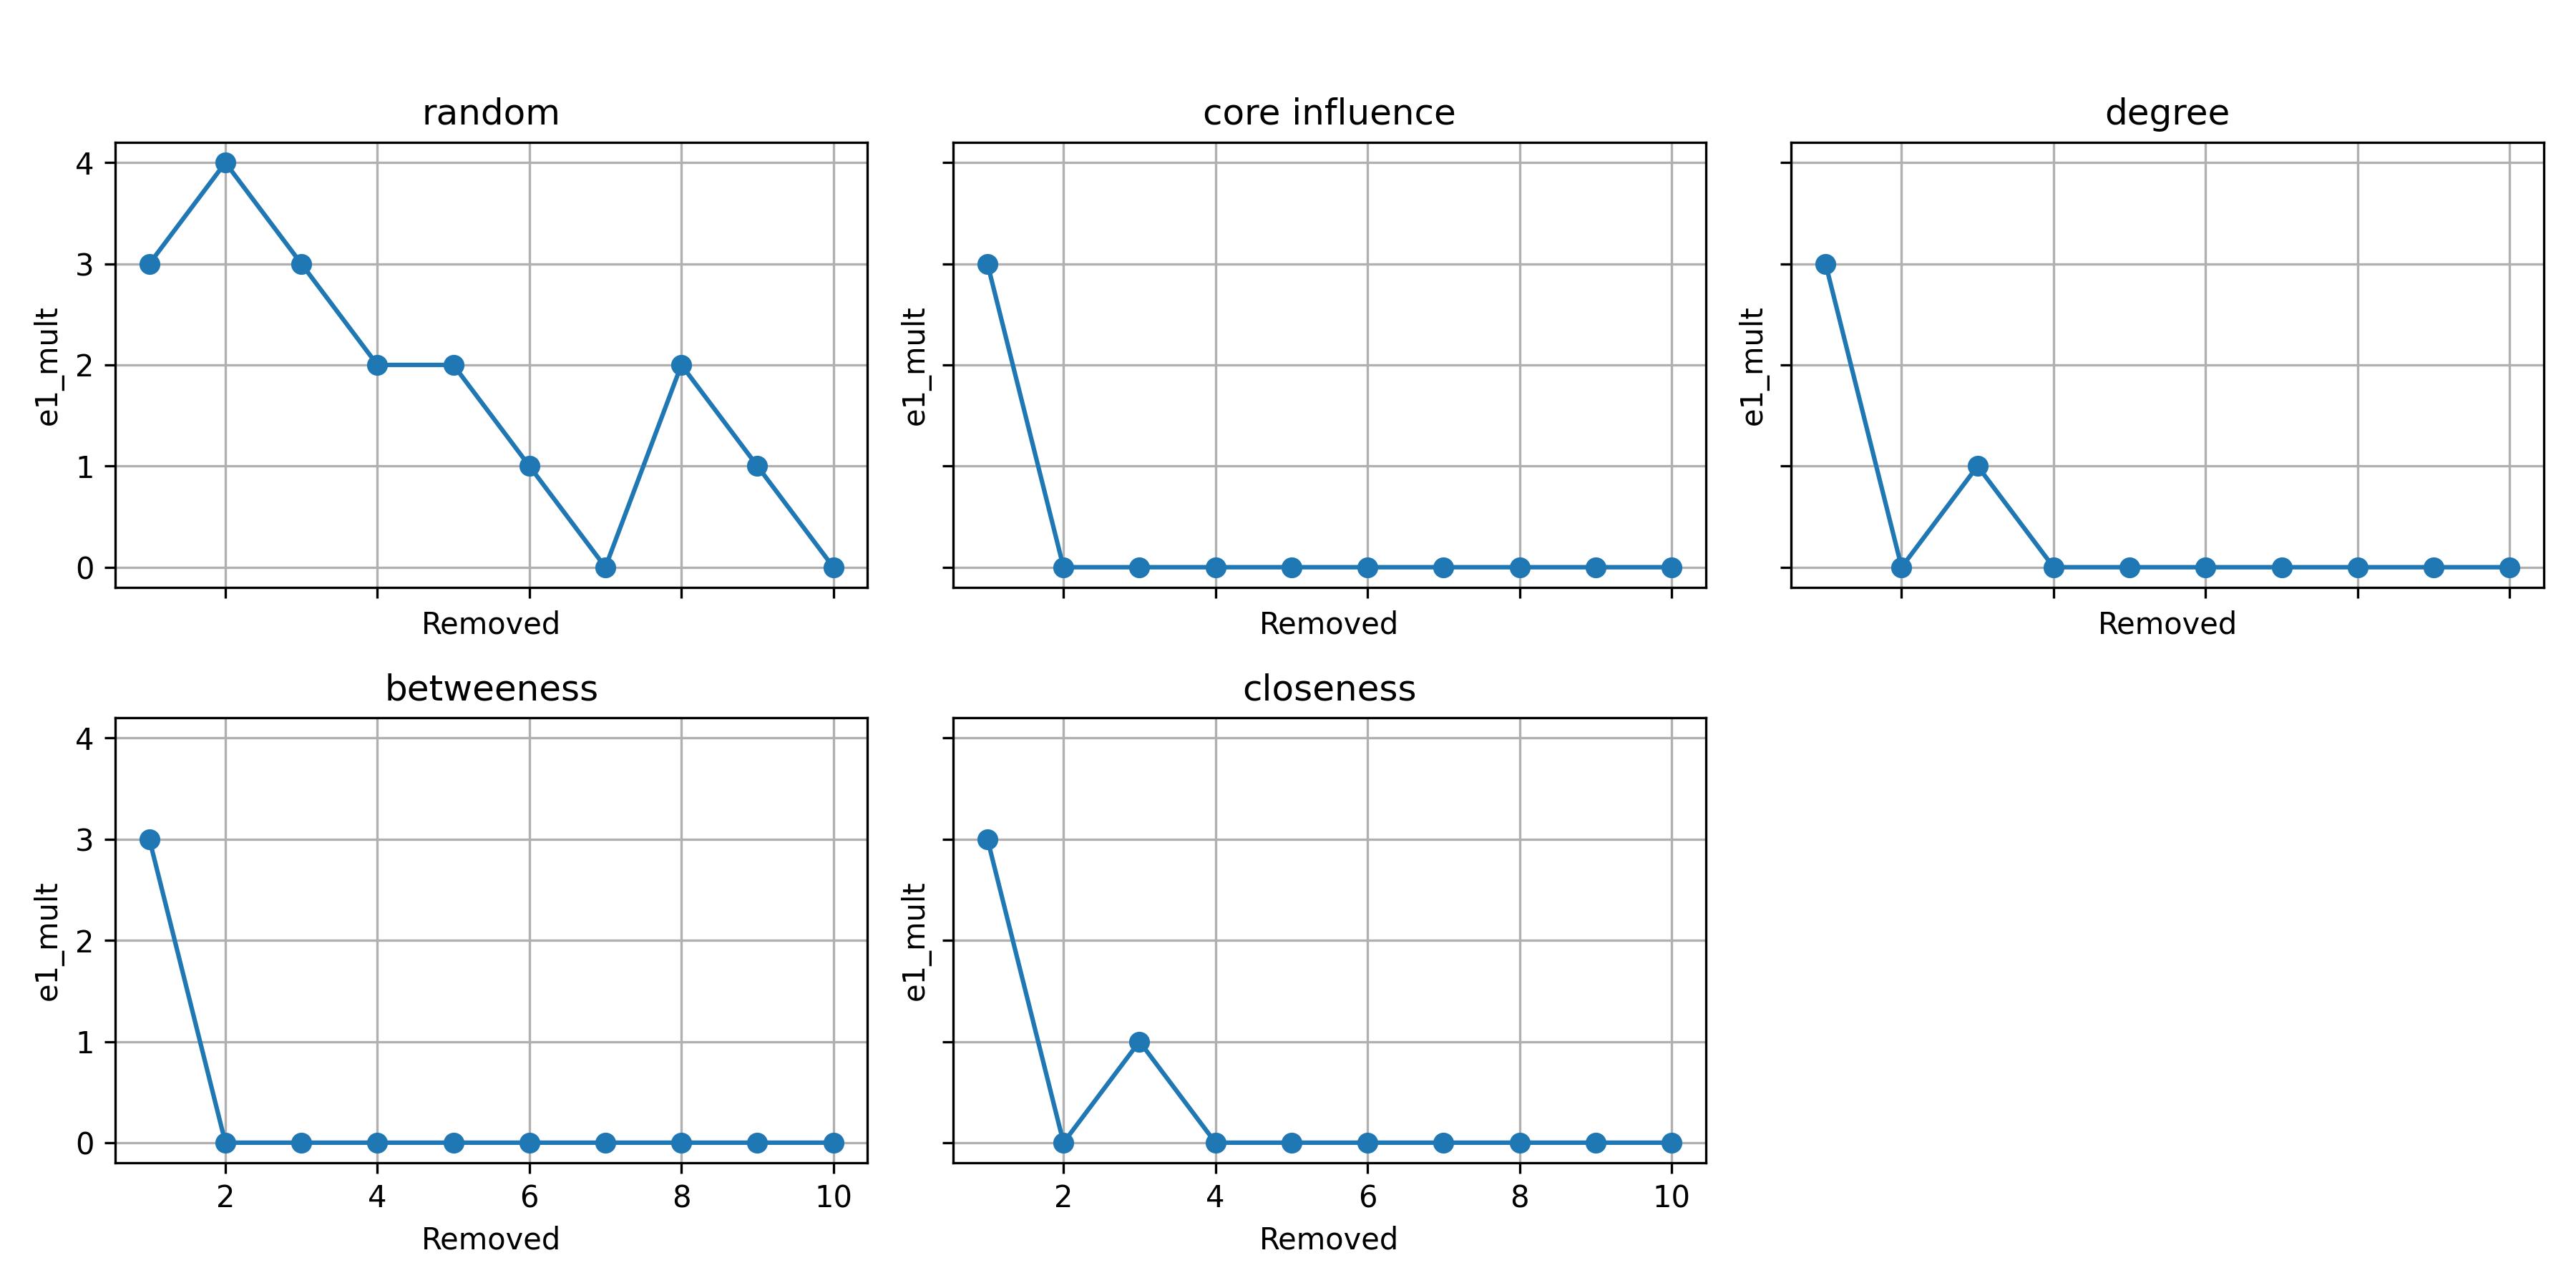 random
core influence
degree
e1_mult
4
3
2
1
0
Removed
e1_mult
Removed
e1_mult
Removed
betweeness
closeness
e1_mult
4
3
2
1
0
2 4 6 8 10
Removed
e1_mult
2 4 6 8 10
Removed